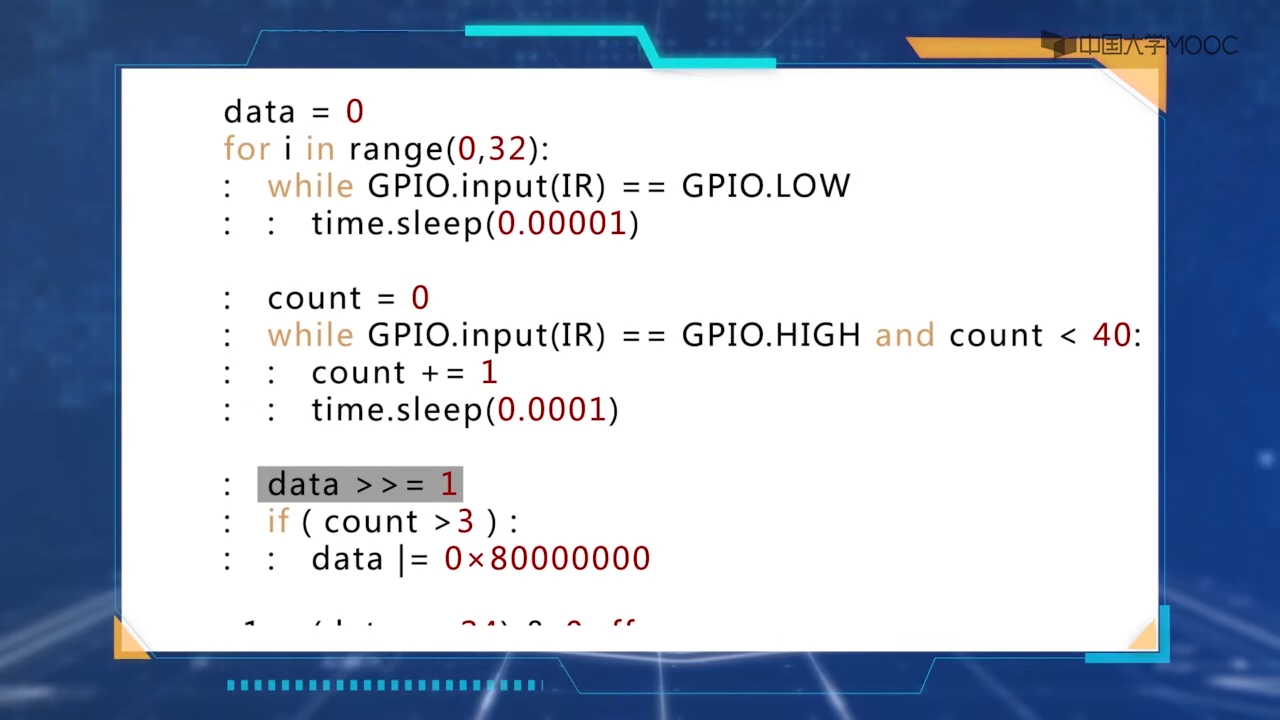 中国大学MOOC
data = 0
for i in range(0,32):
:  while GPIO.input(IR) == GPIO.LOW
:  :  time.sleep(0.00001)
:  count = 0
:  while GPIO.input(IR) == GPIO.HIGH and count < 40:
:  :  count += 1
:  :  time.sleep(0.0001)
:  data >>= 1
:  if ( count >3 ) :
:  :  data |= 0×80000000